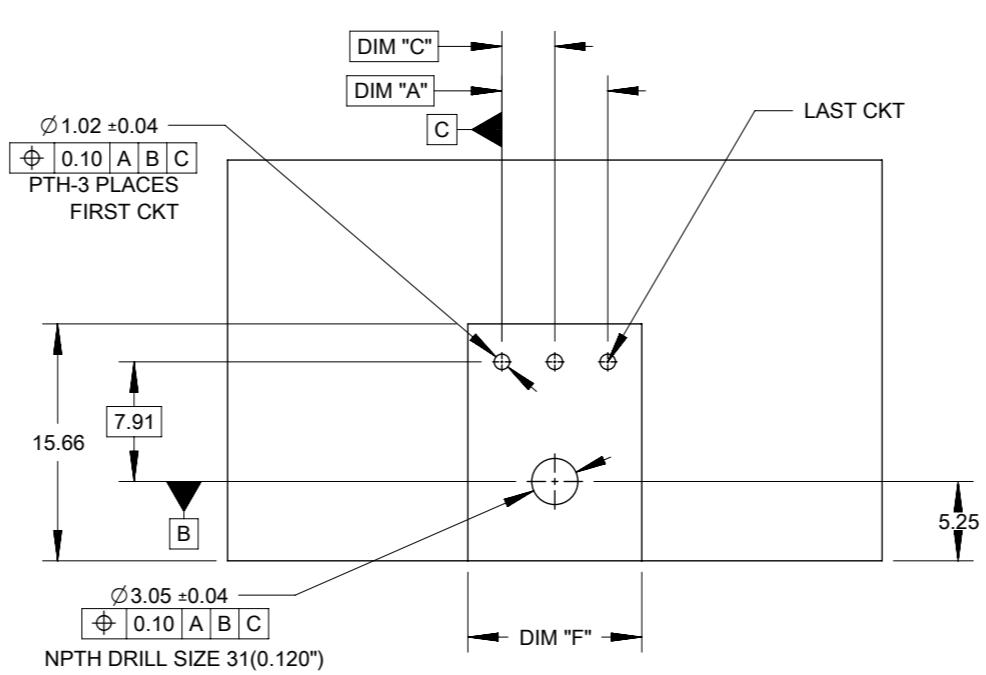 DIM "C"
DIM "A"
C
LAST CKT
∅1.02 ±0.04
⌖ 0.10 A B C
PTH-3 PLACES
FIRST CKT
7.91
15.66
B
5.25
∅3.05 ±0.04
⌖ 0.10 A B C
DIM "F"
NPTH DRILL SIZE 31(0.120")